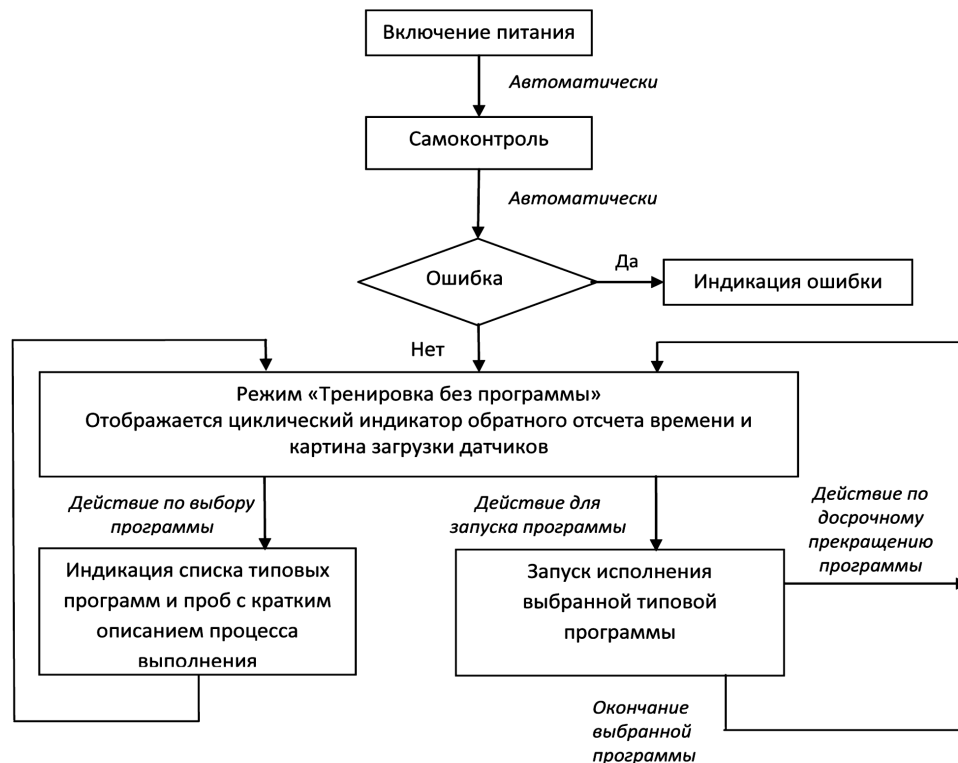 Включение питания
Автоматически
Самоконтроль
Автоматически
Ошибка
Да
Индикация ошибки
Нет
Режим «Тренировка без программы»
Отображается циклический индикатор обратного отсчета времени и
картина загрузки датчиков
Действие по выбору
программы
Действие для
запуска программы
Действие по
досрочному
прекращению
программы
Индикация списка типовых
программ и проб с кратким
описанием процесса
выполнения
Запуск исполнения
выбранной типовой
программы
Окончание
выбранной
программы